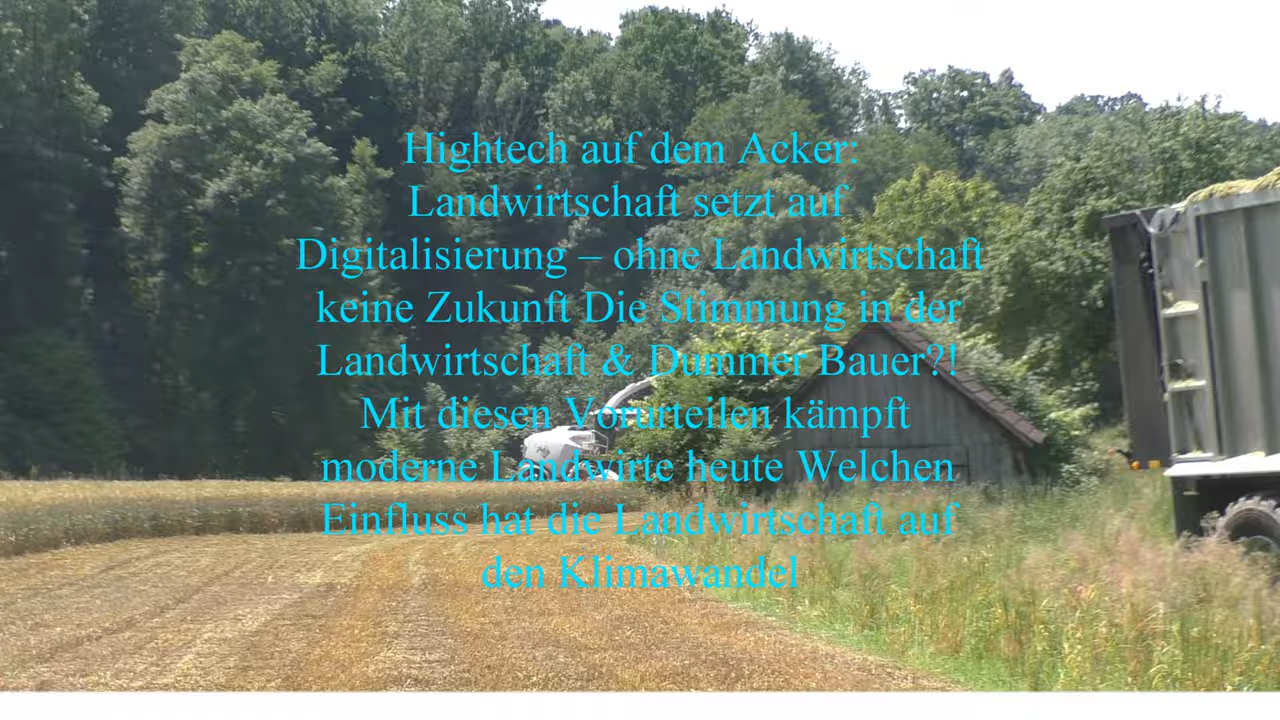 Hightech auf dem Acker:
Landwirtschaft setzt auf
Digitalisierung – ohne Landwirtschaft
keine Zukunft Die Stimmung in der
Landwirtschaft & Dummer Bauer?!
Mit diesen Vorurteilen kämpft
moderne Landwirte heute Welchen
Einfluss hat die Landwirtschaft auf
den Klimawandel